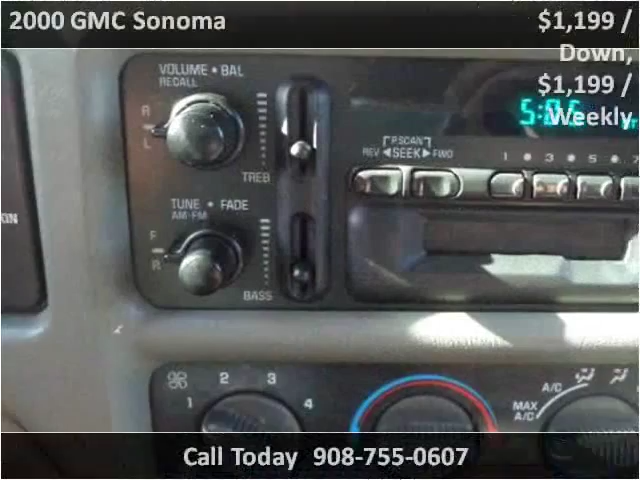 2000 GMC Sonoma
$1,199 /
Down,
$1,199 /
Weekly
VOLUME • BAL
RECALL
R
L
TREB
TUNE • FADE
AM-FM
F
R
BASS
P.SCAN
REV ◄SEEK► FWD
1 • 3 • 5 •
1 2 3 4
A/C
MAX
A/C
Call Today 908-755-0607